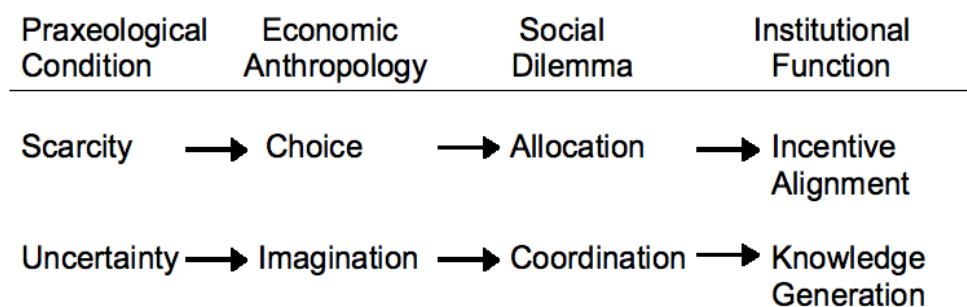 Praxeological Economic Social Institutional
Condition Anthropology Dilemma Function
Scarcity Choice Allocation Incentive
Alignment
Uncertainty Imagination Coordination Knowledge
Generation